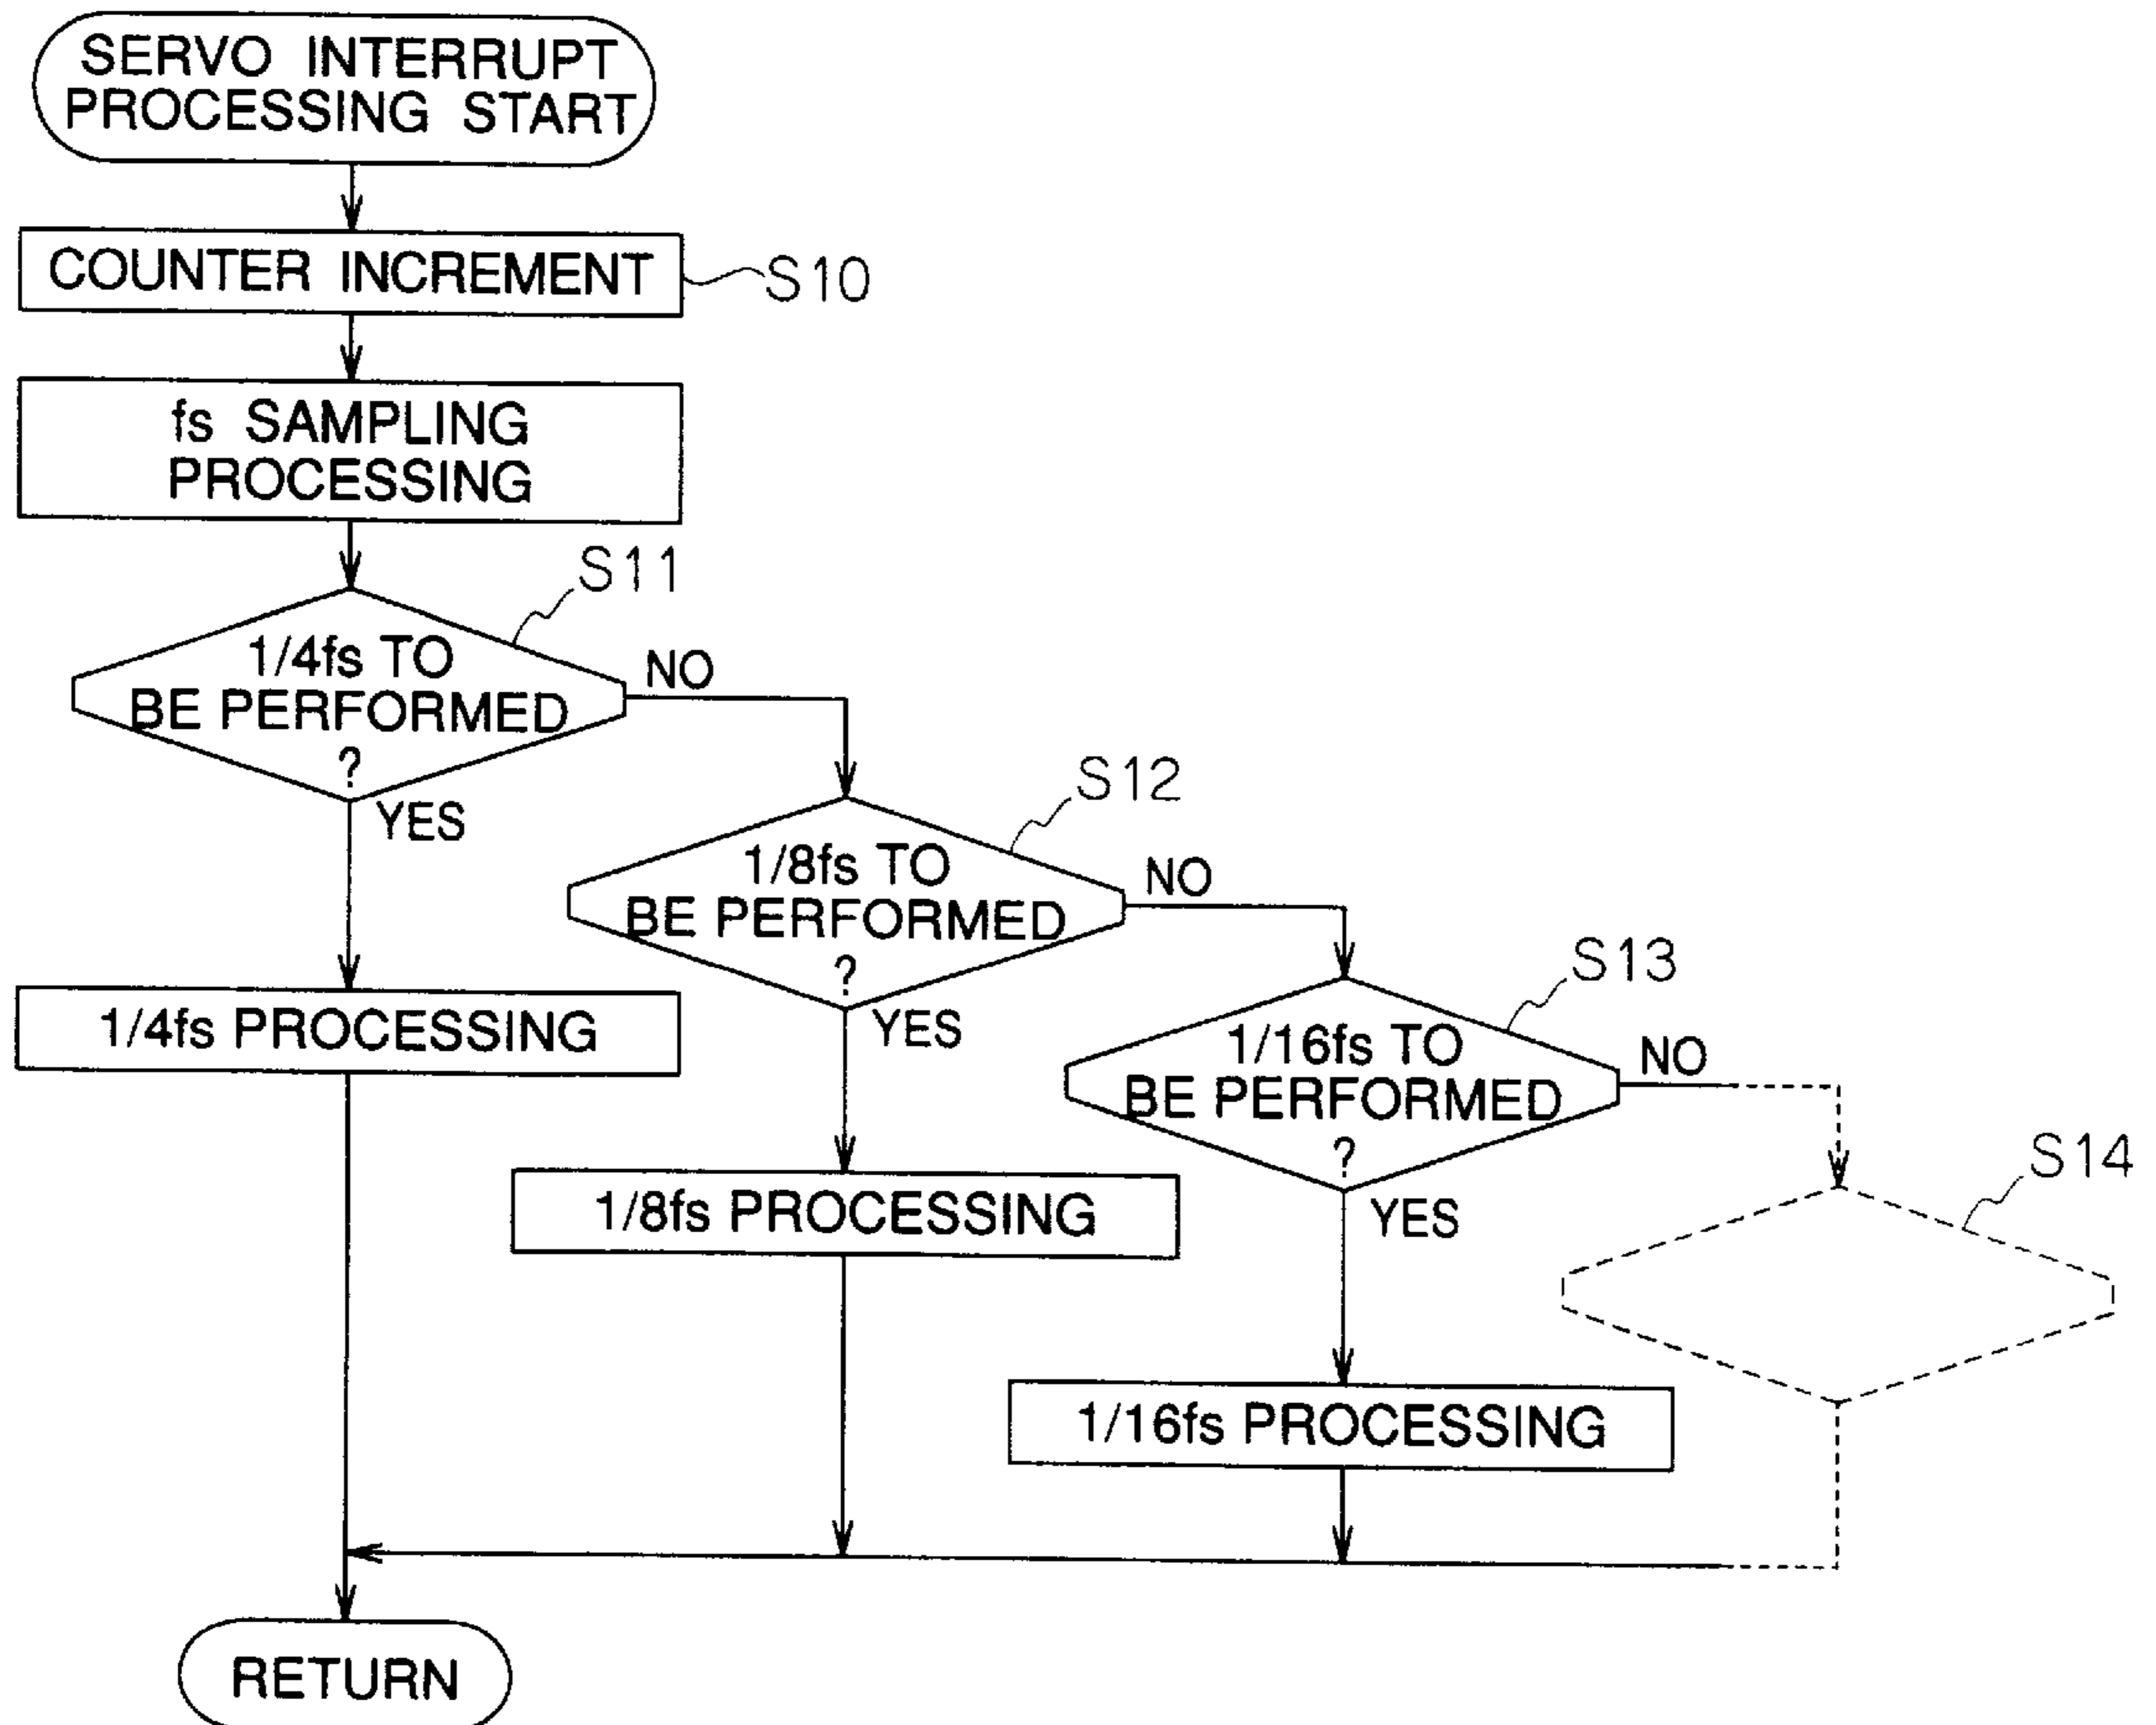 SERVO INTERRUPT
PROCESSING START
COUNTER INCREMENT
S10
fs SAMPLING
PROCESSING
S11
1/4fs TO
BE PERFORMED
?
NO
YES
S12
1/8fs TO
BE PERFORMED
?
NO
YES
S13
1/16fs TO
BE PERFORMED
?
NO
YES
S14
1/4fs PROCESSING
1/8fs PROCESSING
1/16fs PROCESSING
RETURN